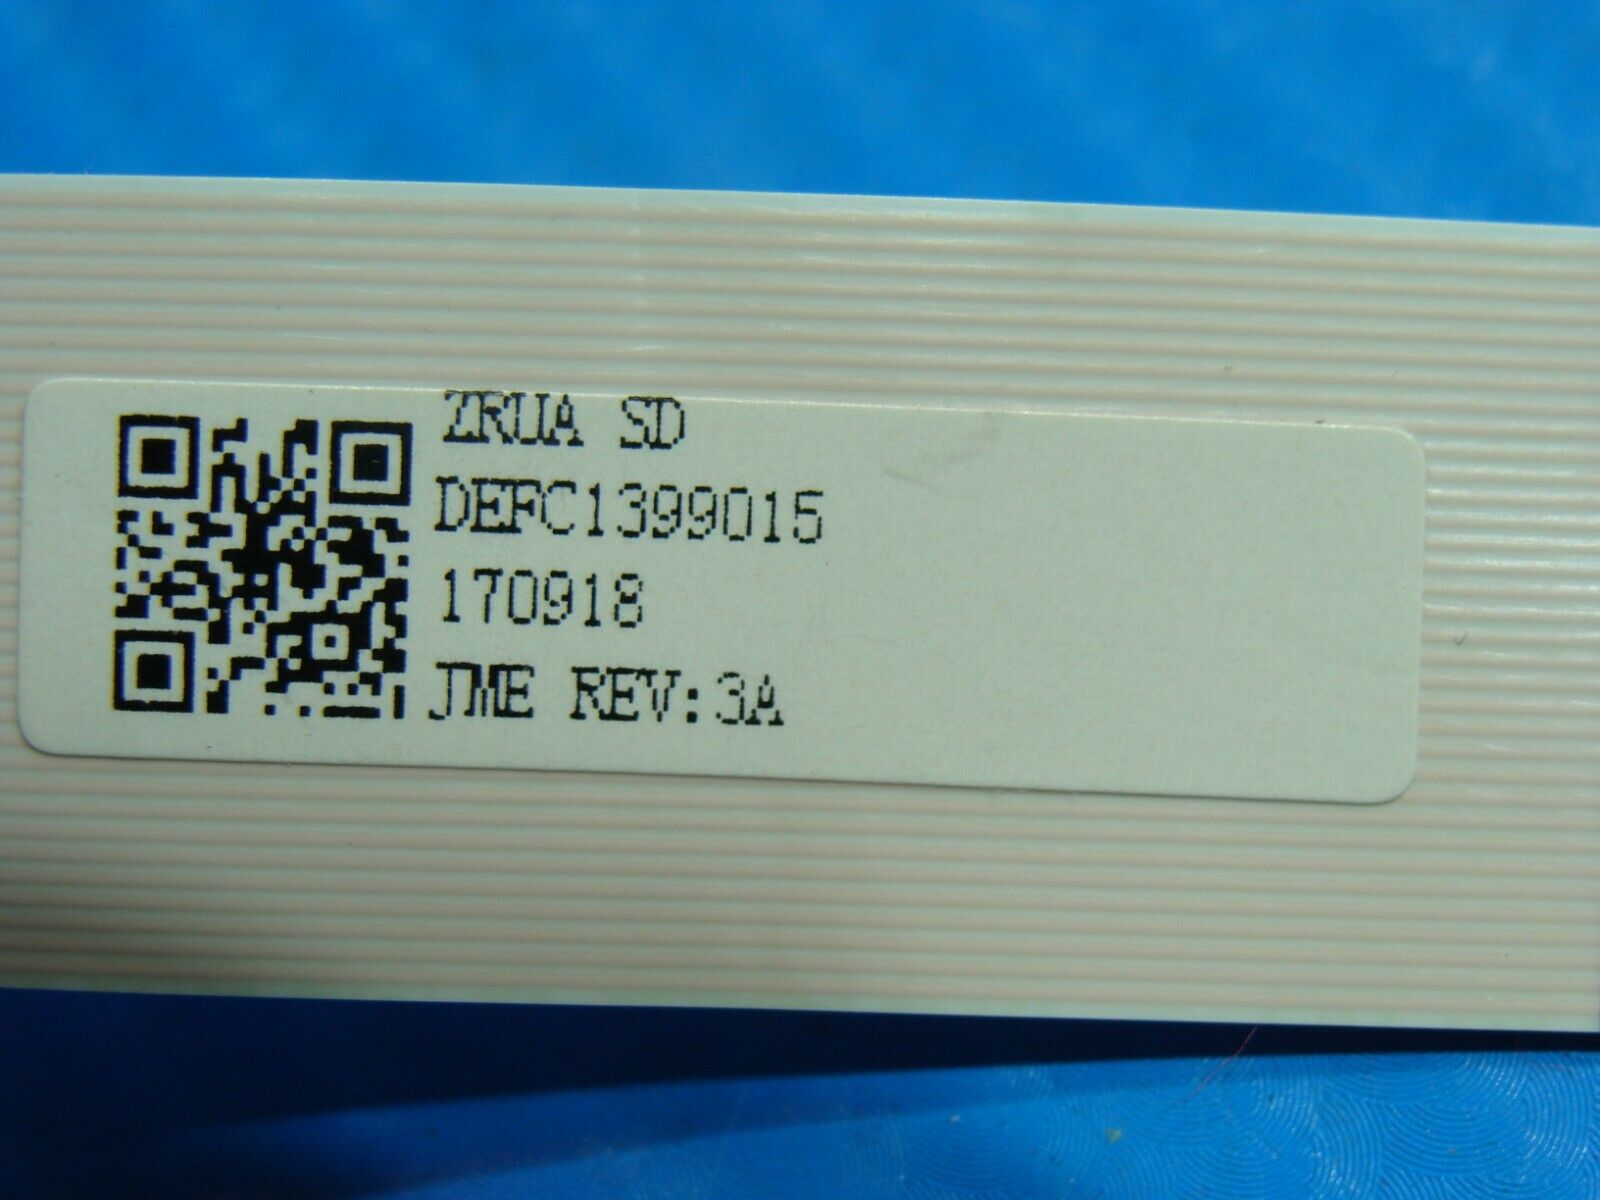 ZRUA SD
DEFC1399015
170918
JME REV:3A